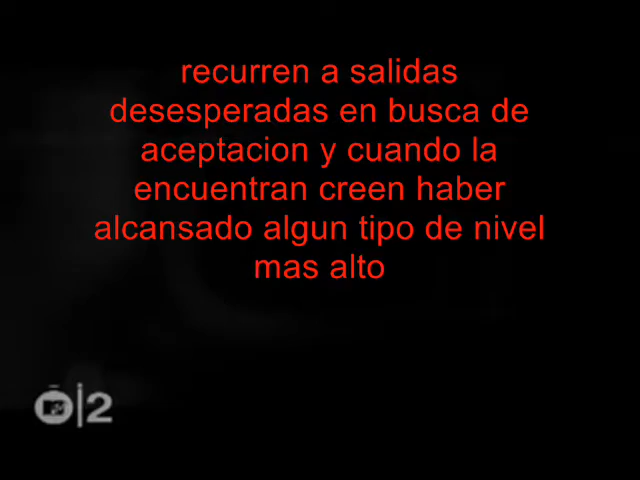 recurren a salidas
desesperadas en busca de
aceptacion y cuando la
encuentran creen haber
alcansado algun tipo de nivel
mas alto
2